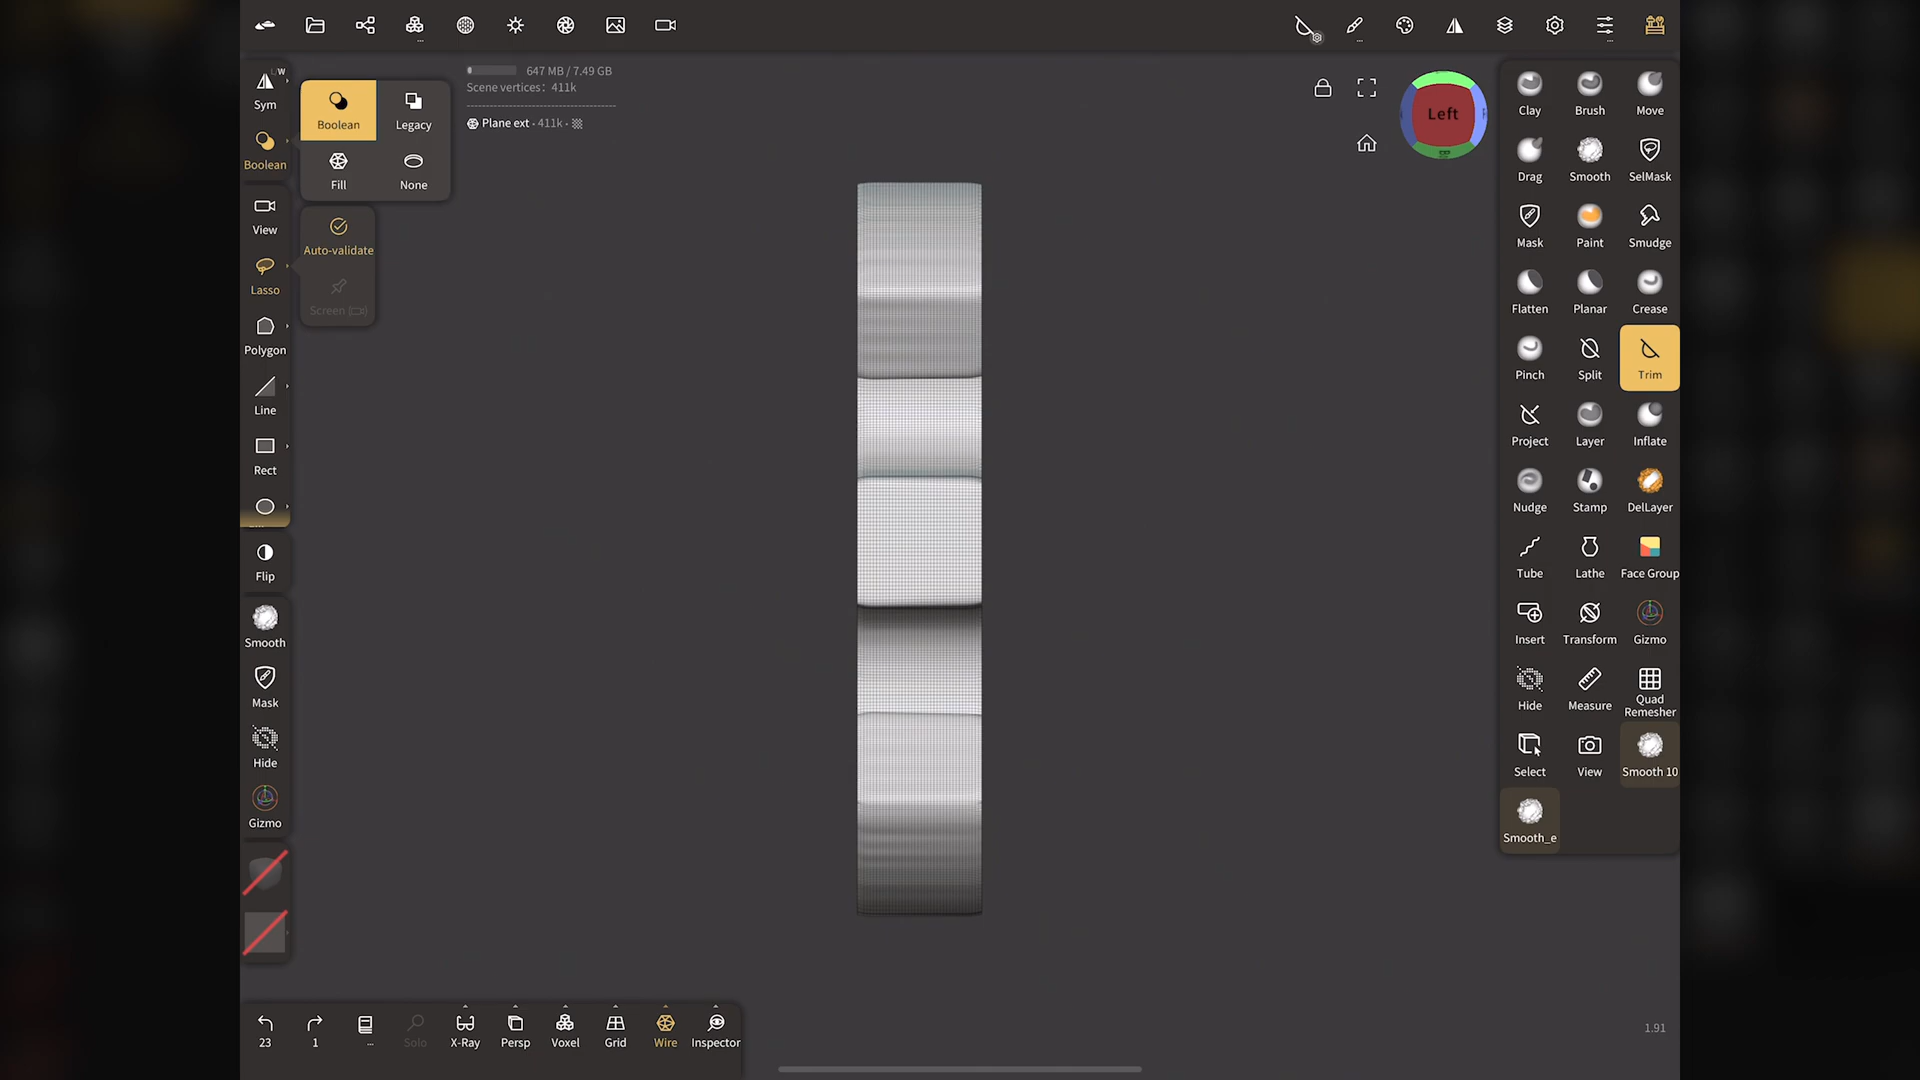 647 MB / 7.49 GB
Scene vertices: 411k
Plane ext - 411k -
W
Sym
Boolean
View
Lasso
Polygon
Line
Rect
Flip
Smooth
Mask
Hide
Gizmo
Boolean
Legacy
Fill
None
Auto-validate
Screen
Left
Clay
Brush
Move
Drag
Smooth
SelMask
Mask
Paint
Smudge
Flatten
Planar
Crease
Pinch
Split
Trim
Project
Layer
Inflate
Nudge
Stamp
DelLayer
Tube
Lathe
Face Group
Insert
Transform
Gizmo
Hide
Measure
Quad
Remesher
Select
View
Smooth 10
Smooth_e
23
1
Solo
X-Ray
Persp
Voxel
Grid
Wire
Inspector
1.91